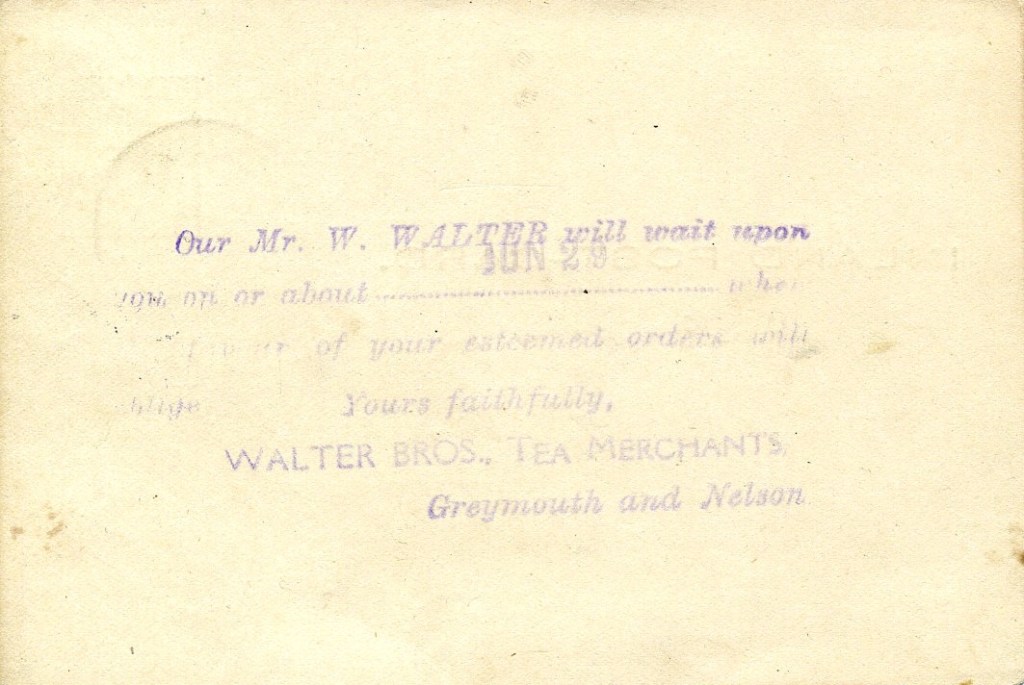 Our Mr. W. WALTER will wait upon
JUN 29
you on or about
of your esteemed orders will
Yours faithfully,
WALTER BROS., TEA MERCHANTS,
Greymouth and Nelson